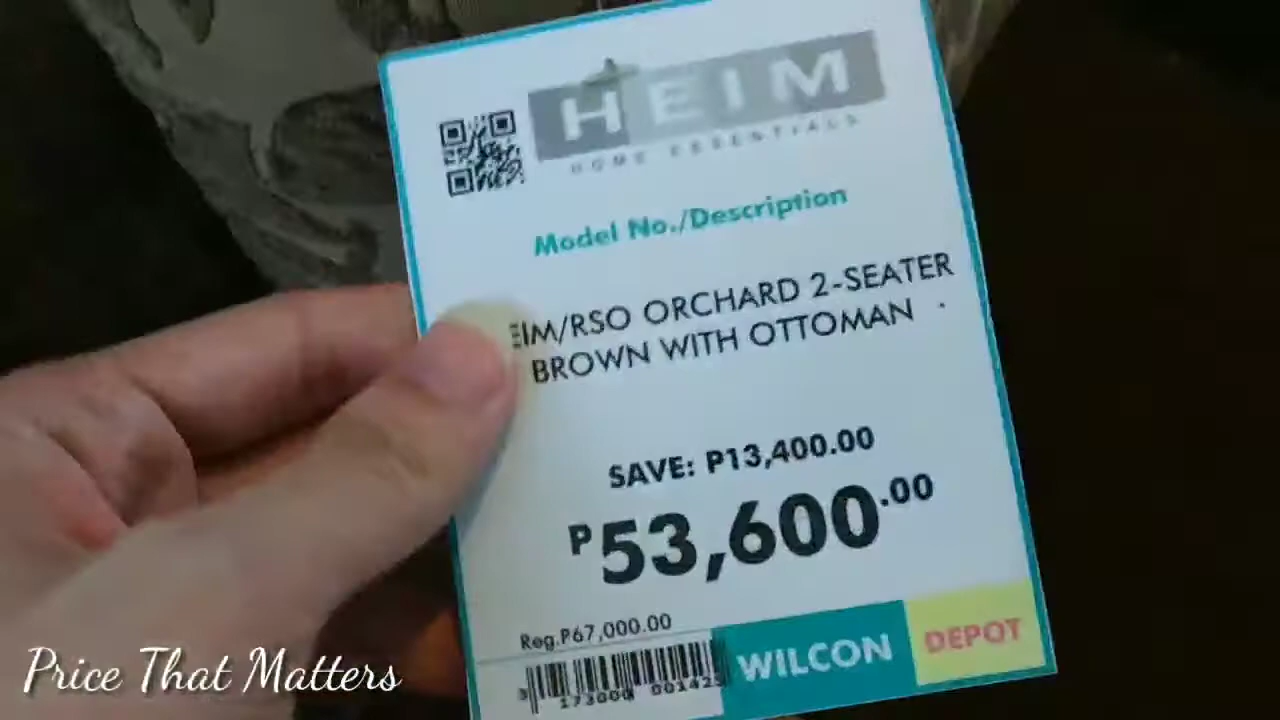 HEIM
HOME ESSENTIALS
Model No./Description
EIM/RSO ORCHARD 2-SEATER
BROWN WITH OTTOMAN
SAVE: P13,400.00
P53,600.00
Reg.P67,000.00
WILCON DEPOT
Price That Matters